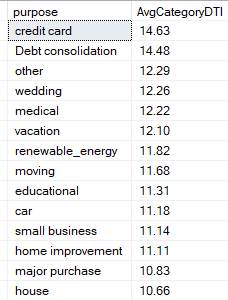 purpose AvgCategoryDTI
credit card 14.63
Debt consolidation 14.48
other 12.29
wedding 12.26
medical 12.22
vacation 12.10
renewable_energy 11.82
moving 11.68
educational 11.31
car 11.18
small business 11.14
home improvement 11.11
major purchase 10.83
house 10.66